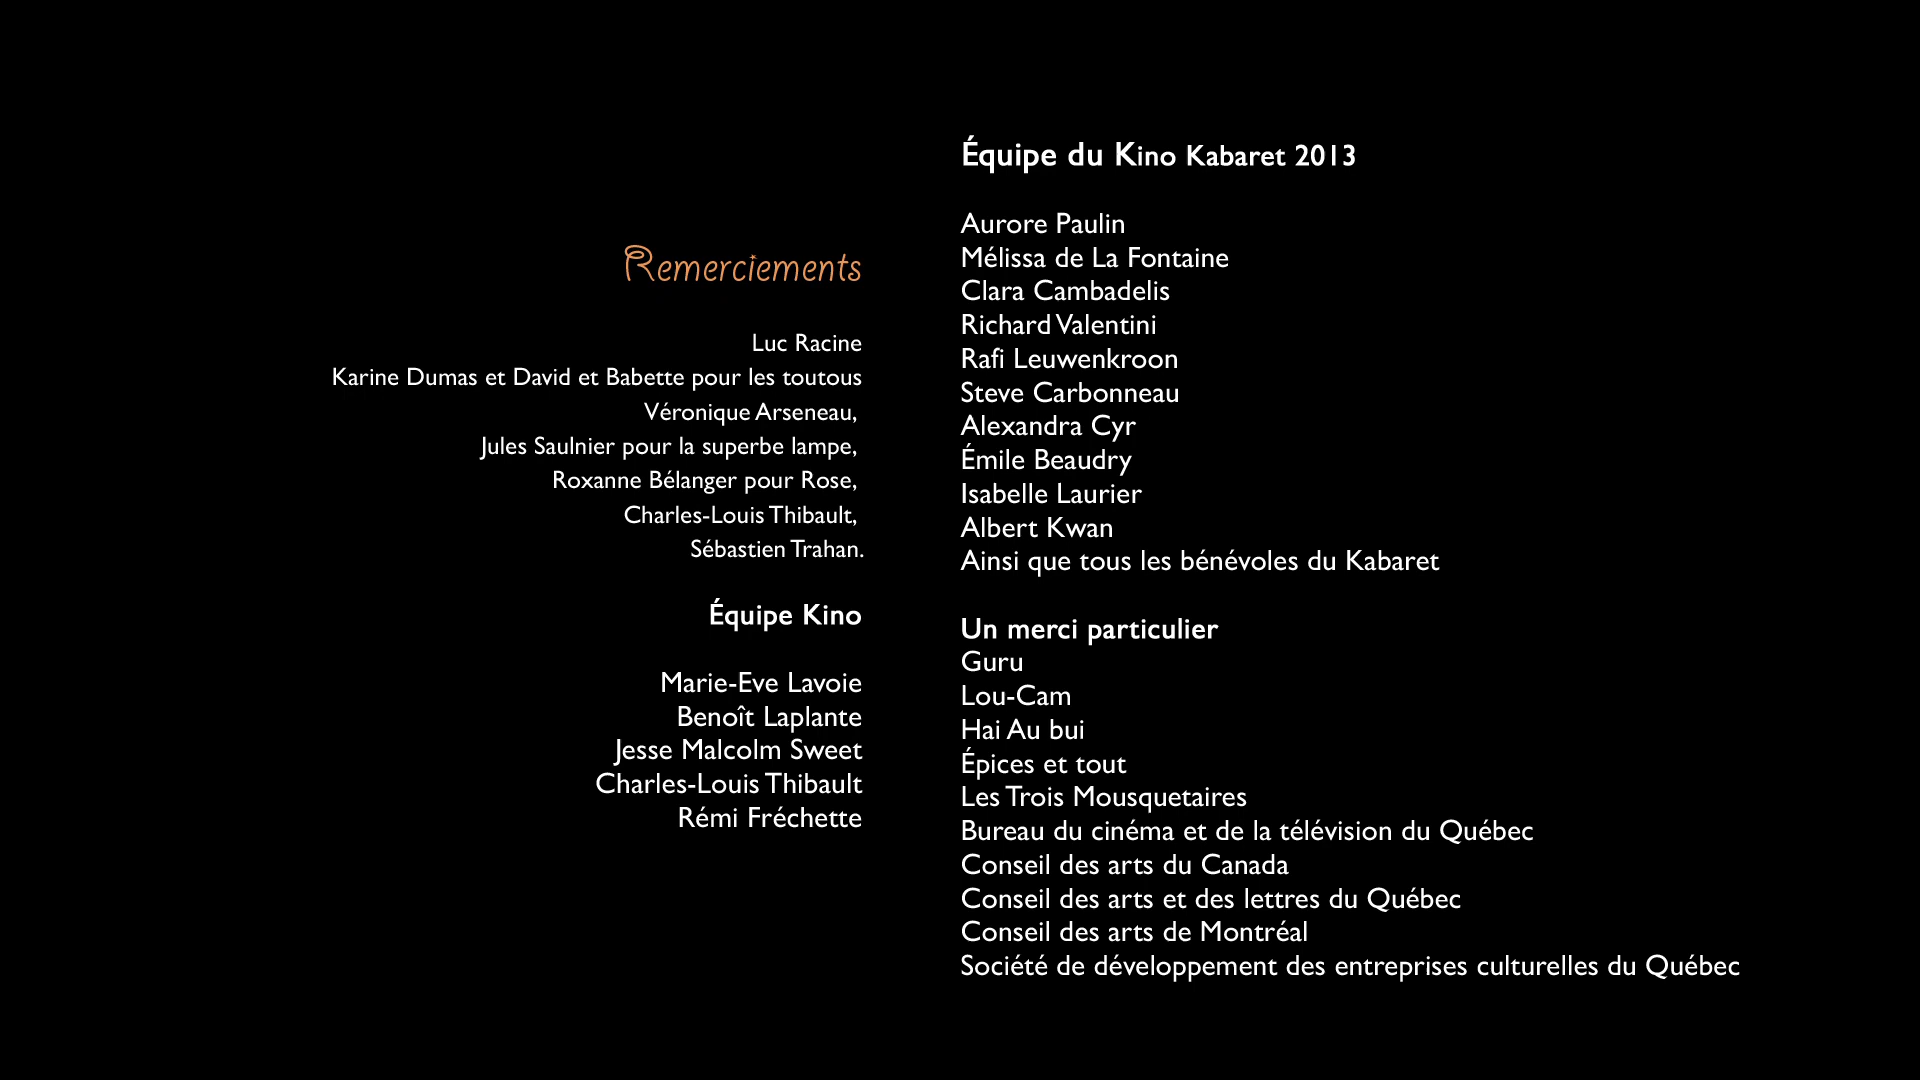 Remerciements
Luc Racine
Karine Dumas et David et Babette pour les toutous
Véronique Arseneau,
Jules Saulnier pour la superbe lampe,
Roxanne Bélanger pour Rose,
Charles-Louis Thibault,
Sébastien Trahan.
Équipe Kino
Marie-Eve Lavoie
Benoît Laplante
Jesse Malcolm Sweet
Charles-Louis Thibault
Rémi Fréchette
Équipe du Kino Kabaret 2013
Aurore Paulin
Mélissa de La Fontaine
Clara Cambadelis
Richard Valentini
Rafi Leuwenkroon
Steve Carbonneau
Alexandra Cyr
Émile Beaudry
Isabelle Laurier
Albert Kwan
Ainsi que tous les bénévoles du Kabaret
Un merci particulier
Guru
Lou-Cam
Hai Au bui
Épices et tout
Les Trois Mousquetaires
Bureau du cinéma et de la télévision du Québec
Conseil des arts du Canada
Conseil des arts et des lettres du Québec
Conseil des arts de Montréal
Société de développement des entreprises culturelles du Québec